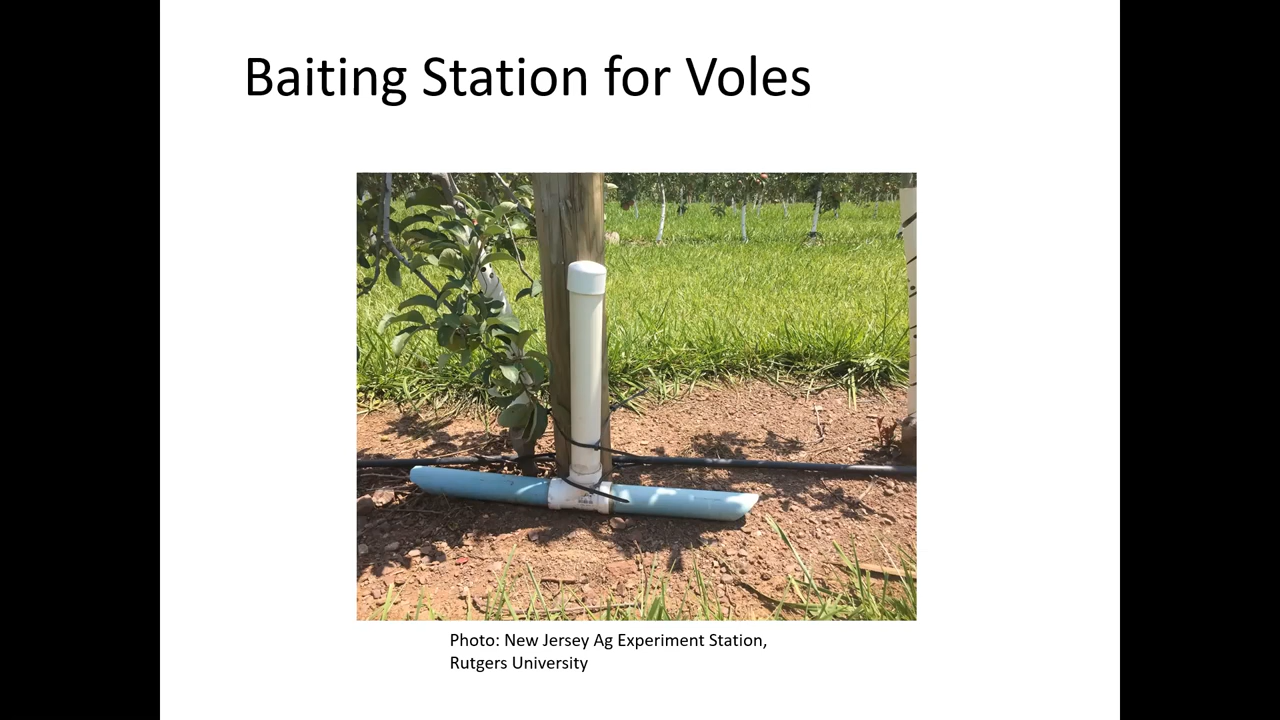 Baiting Station for Voles
Photo: New Jersey Ag Experiment Station,
Rutgers University